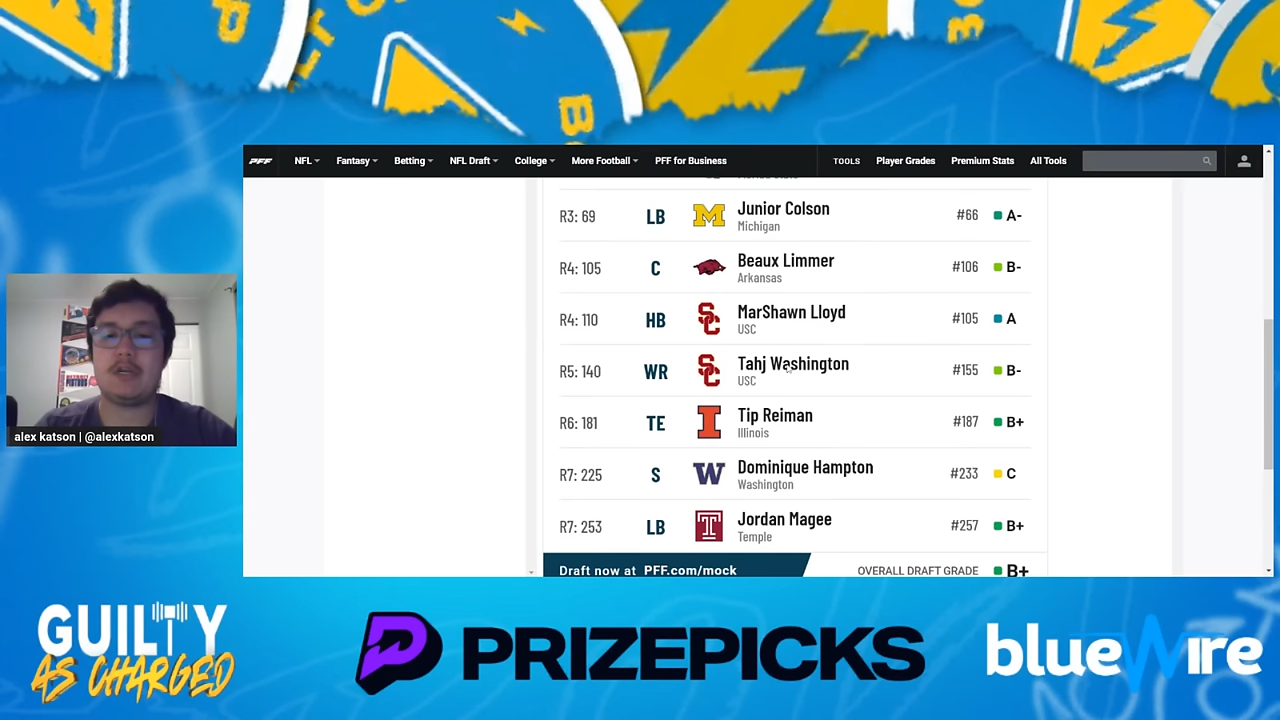 PFF
NFL
Fantasy
Betting
NFL Draft
College
More Football
PFF for Business
TOOLS
Player Grades
Premium Stats
All Tools
R3: 69 LB Junior Colson #66 A-
Michigan
R4: 105 C Beaux Limmer #106 B-
Arkansas
R4: 110 HB MarShawn Lloyd #105 A
USC
R5: 140 WR Tahj Washington #155 B-
USC
R6: 181 TE Tip Reiman #187 B+
Illinois
R7: 225 S Dominique Hampton #233 C
Washington
R7: 253 LB Jordan Magee #257 B+
Temple
Draft now at PFF.com/mock OVERALL DRAFT GRADE B+
alex katson | @alexkatson
GUILTY
AS CHARGED
PRIZEPICKS
blueWire